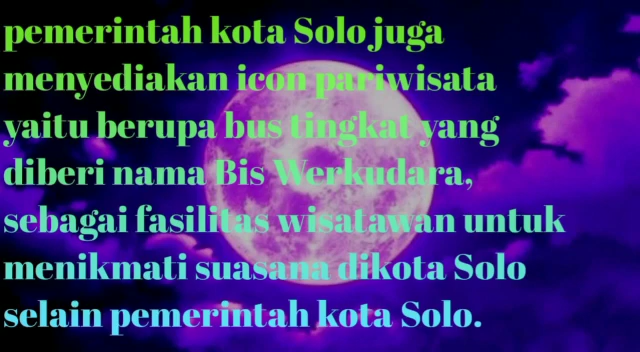 pemerintah kota Solo juga
menyediakan icon pariwisata
yaitu berupa bus tingkat yang
diberi nama Bis Werkudara,
sebagai fasilitas wisatawan untuk
menikmati suasana dikota Solo
selain pemerintah kota Solo.